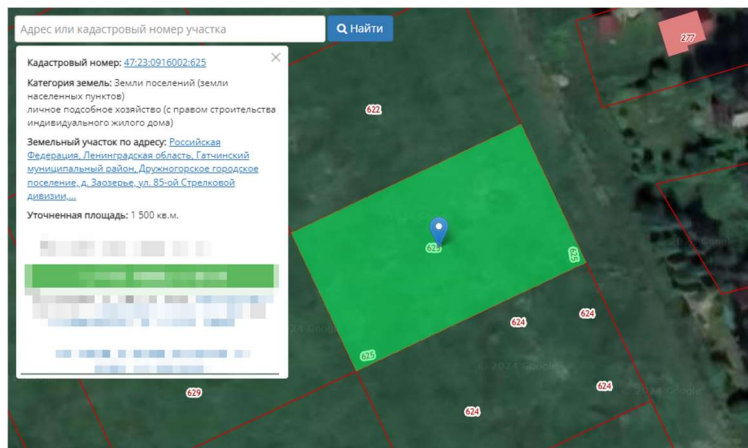 Адрес или кадастровый номер участка
Найти
Кадастровый номер: 47:23:0916002:625
Категория земель: Земли поселений (земли
населенных пунктов)
личное подсобное хозяйство (с правом строительства
индивидуального жилого дома)
Земельный участок по адресу: Российская
Федерация, Ленинградская область, Гатчинский
муниципальный район, Дружногорское городское
поселение, д. Заозерье, ул. 85-ой Стрелковой
дивизии,...
Уточненная площадь: 1 500 кв.м.
277
622
625
625
624
624
625
629
624
624